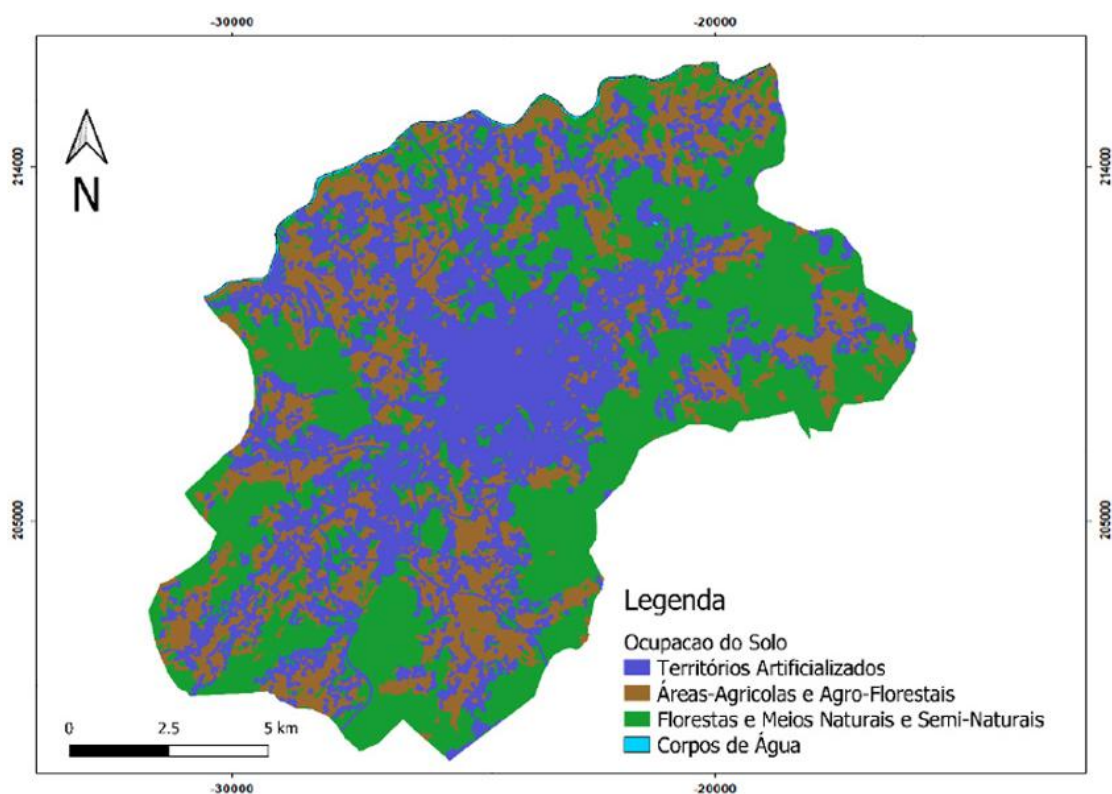 -30000
-20000
214000
214000
N
205000
205000
Legenda
Ocupacao do Solo
Territórios Artificializados
Áreas-Agricolas e Agro-Florestais
Florestas e Meios Naturais e Semi-Naturais
Corpos de Água
0 2.5 5 km
-30000
-20000